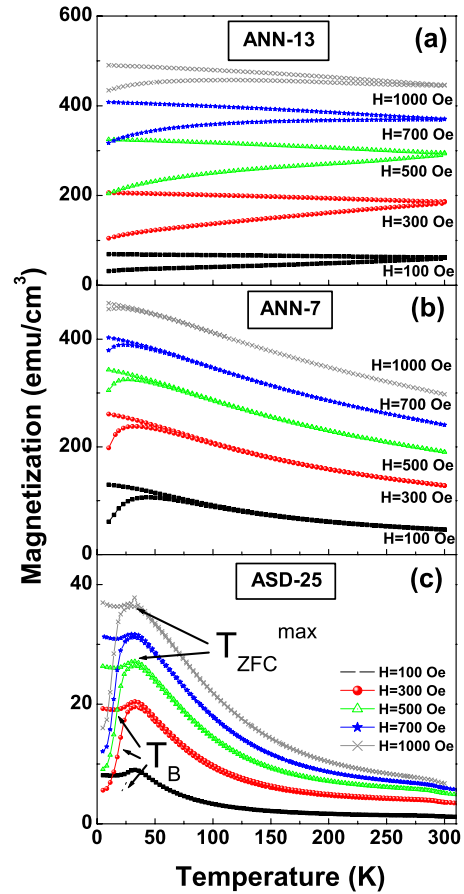 600
ANN-13
(a)
400
H=1000 Oe
H=700 Oe
H=500 Oe
200
H=300 Oe
0
H=100 Oe
ANN-7
(b)
400
H=1000 Oe
H=700 Oe
200
H=500 Oe
H=300 Oe
0
H=100 Oe
Magnetization (emu/cm³)
40
ASD-25
(c)
T_ZFC^max
H=100 Oe
H=300 Oe
20
H=500 Oe
H=700 Oe
T_B
H=1000 Oe
0
0 50 100 150 200 250 300
Temperature (K)